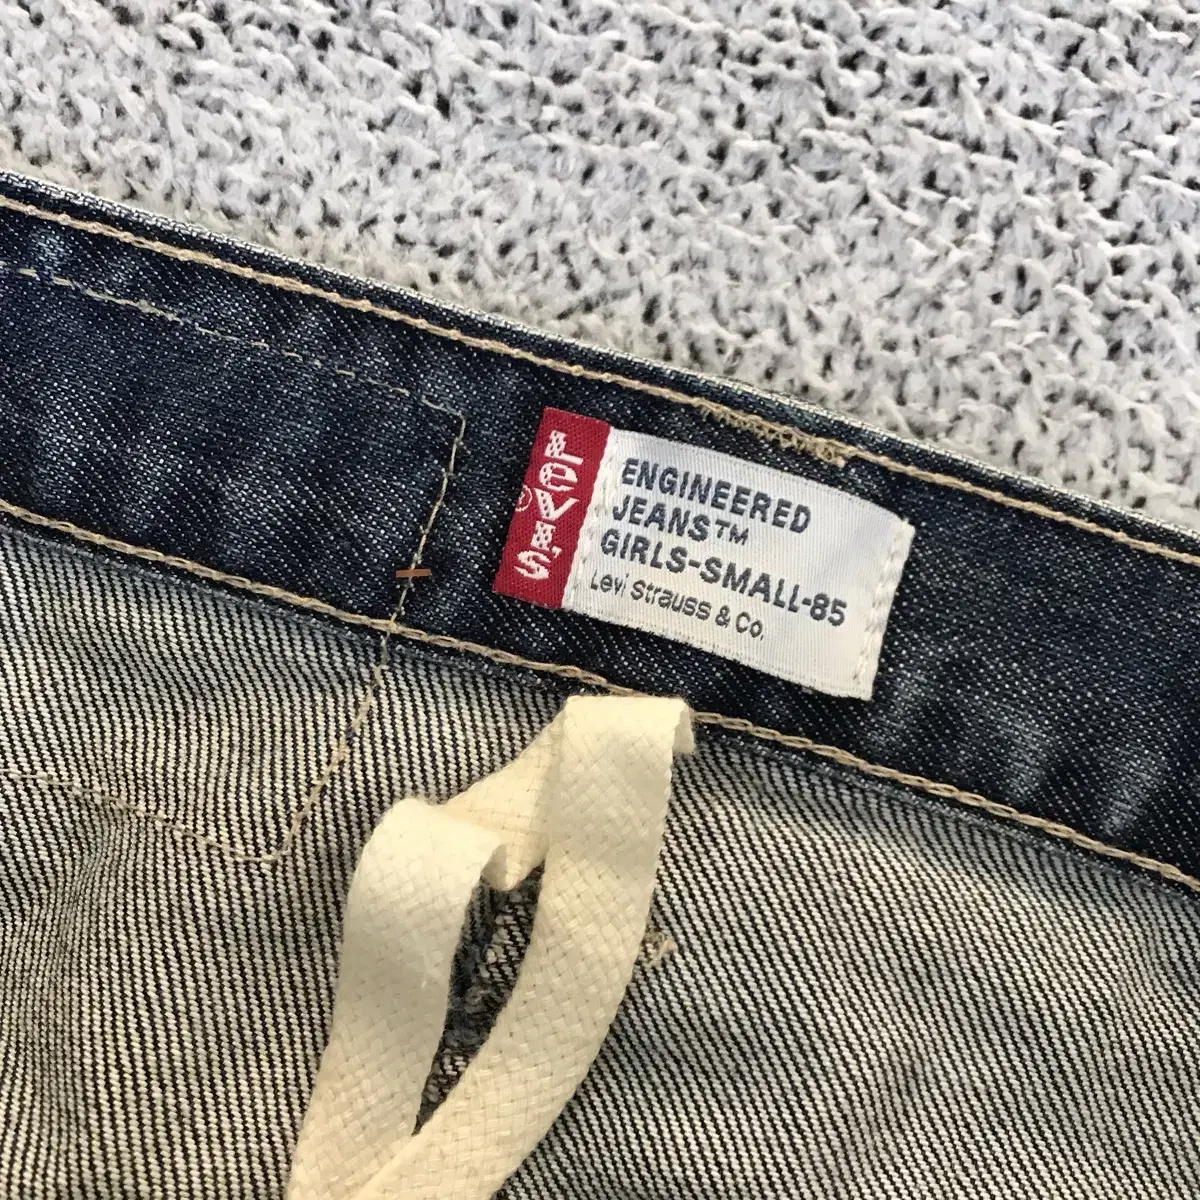 LEVI'S®
ENGINEERED
JEANS™
GIRLS-SMALL-85
Levi Strauss & Co.